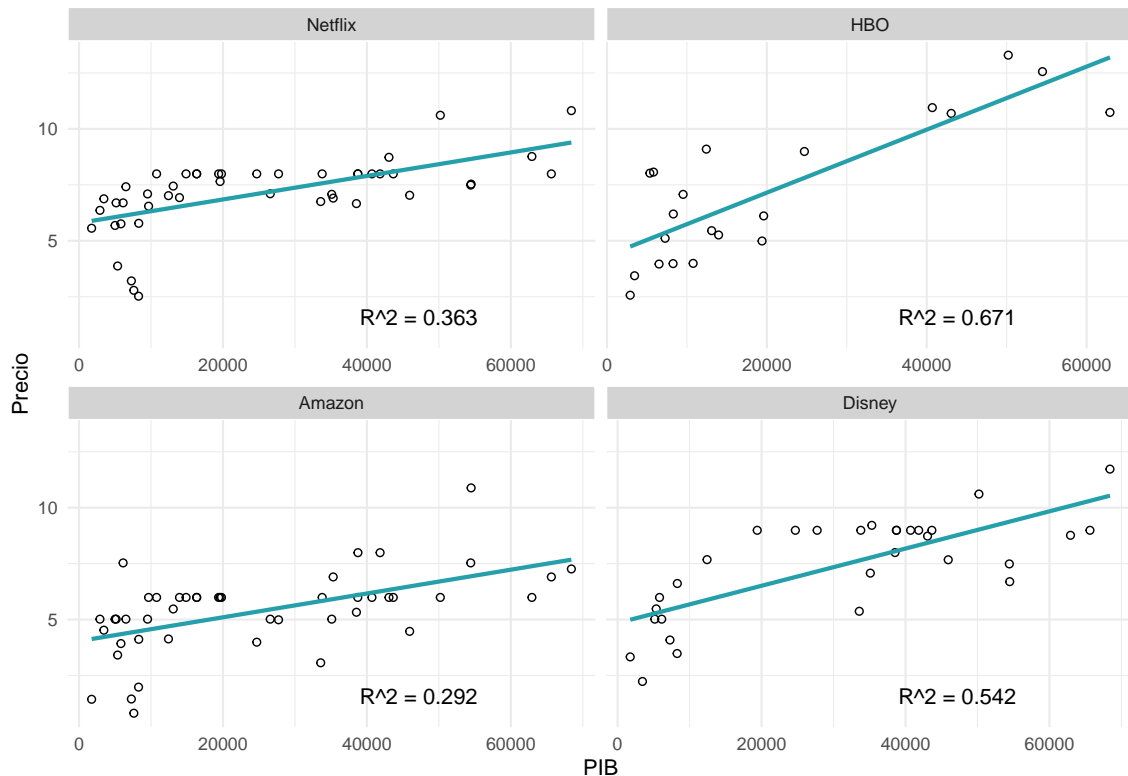 Netflix
HBO
10
5
R^2 = 0.363
R^2 = 0.671
0 20000 40000 60000
0 20000 40000 60000
Precio
Amazon
Disney
10
5
R^2 = 0.292
R^2 = 0.542
0 20000 40000 60000
0 20000 40000 60000
PIB